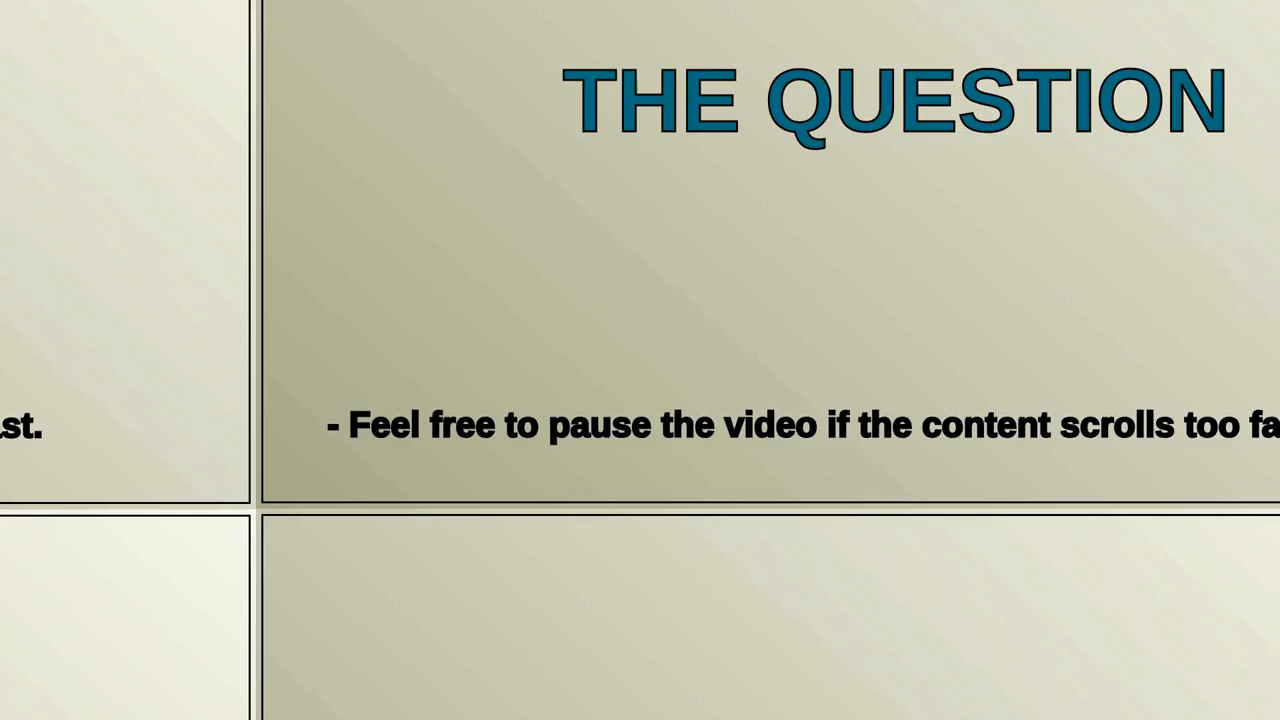 THE QUESTION
- Feel free to pause the video if the content scrolls too fa
st.